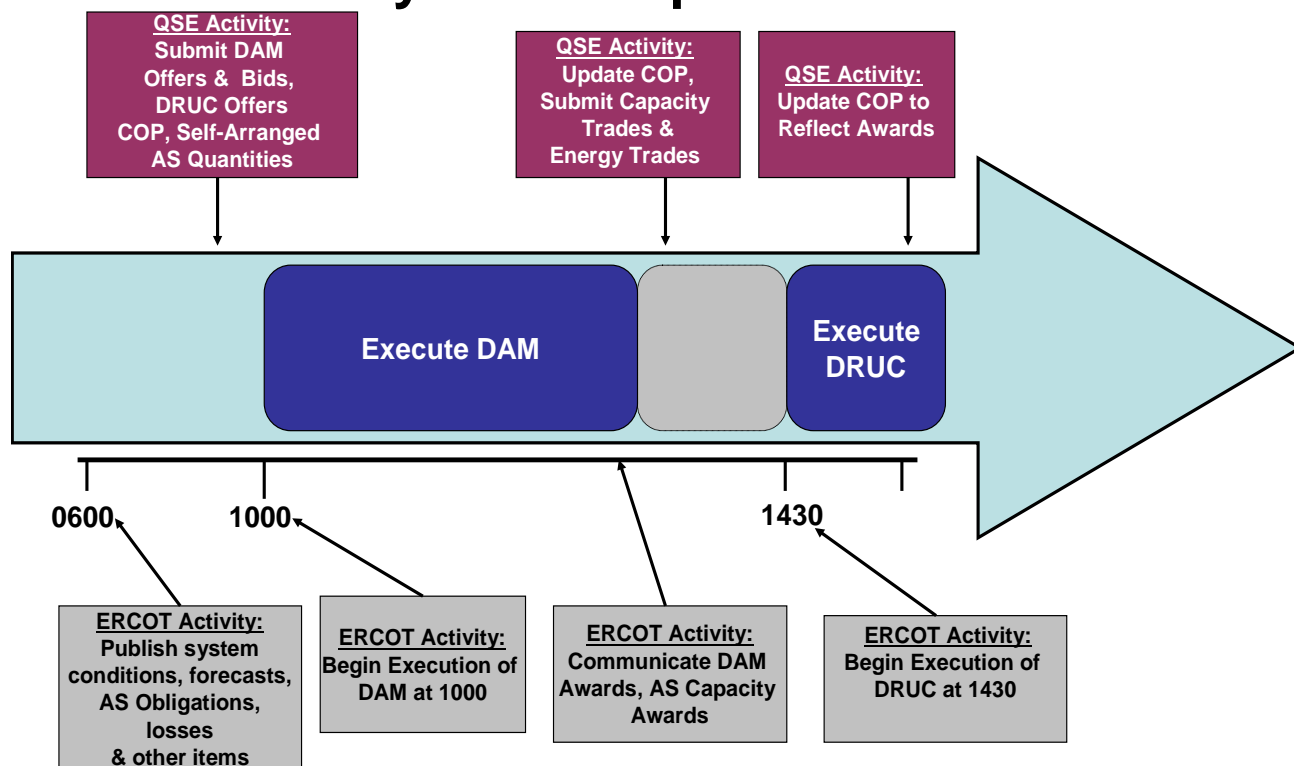 QSE Activity:
Submit DAM
Offers & Bids,
DRUC Offers
COP, Self-Arranged
AS Quantities
QSE Activity:
Update COP,
Submit Capacity
Trades &
Energy Trades
QSE Activity:
Update COP to
Reflect Awards
Execute DAM
Execute
DRUC
0600
1000
1430
ERCOT Activity:
Publish system
conditions, forecasts,
AS Obligations,
losses
& other items
ERCOT Activity:
Begin Execution of
DAM at 1000
ERCOT Activity:
Communicate DAM
Awards, AS Capacity
Awards
ERCOT Activity:
Begin Execution of
DRUC at 1430